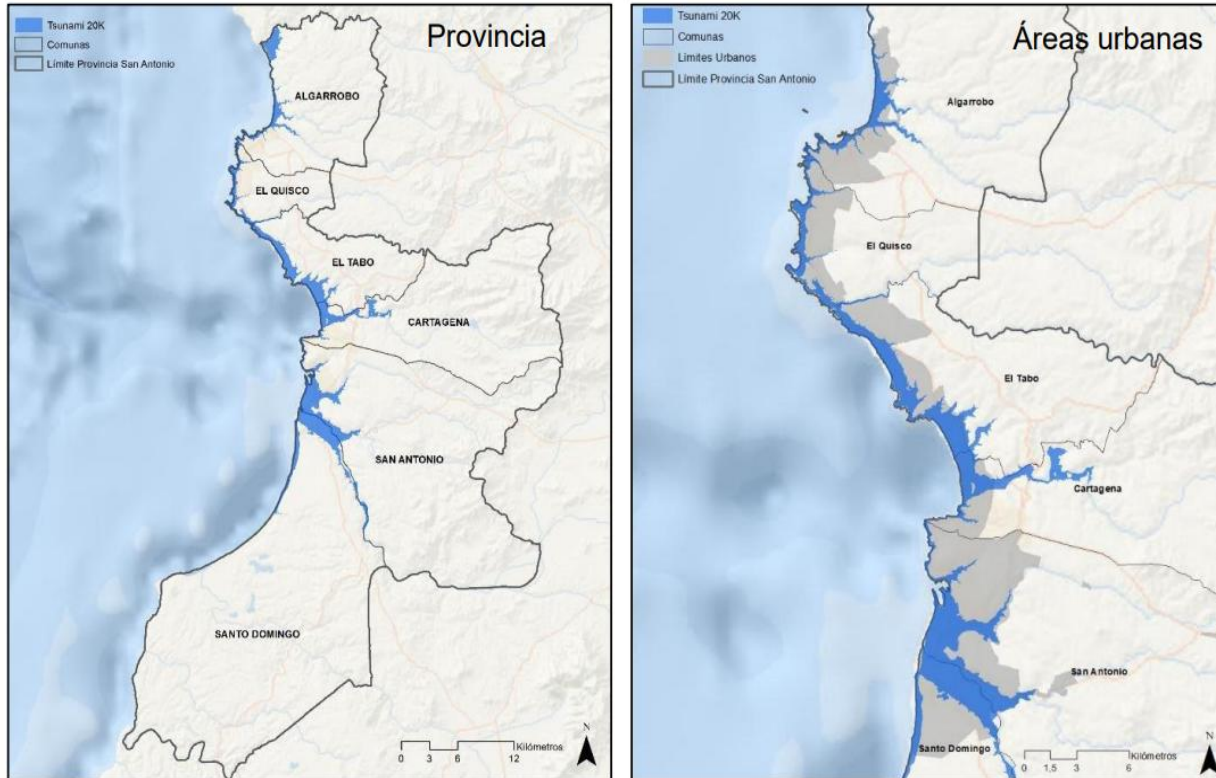 Provincia
Tsunami 20K
Comunas
Límite Provincia San Antonio
ALGARROBO
EL QUISCO
EL TABO
CARTAGENA
SAN ANTONIO
SANTO DOMINGO
N
Kilómetros
0 3 6 12
Áreas urbanas
Tsunami 20K
Comunas
Límites Urbanos
Límite Provincia San Antonio
Algarrobo
El Quisco
El Tabo
Cartagena
San Antonio
Santo Domingo
N
Kilómetros
0 1.5 3 6